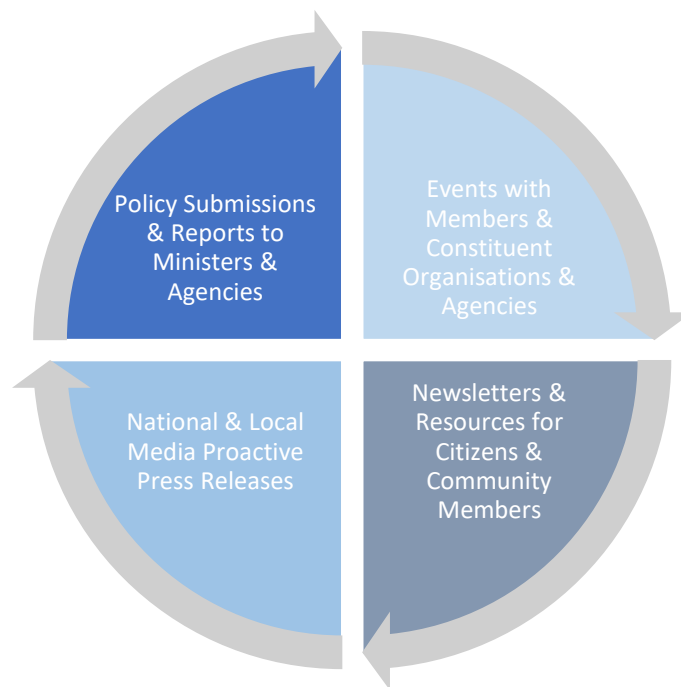 Policy Submissions
& Reports to
Ministers &
Agencies
Events with
Members &
Constituent
Organisations &
Agencies
Newsletters &
Resources for
Citizens &
Community
Members
National & Local
Media Proactive
Press Releases